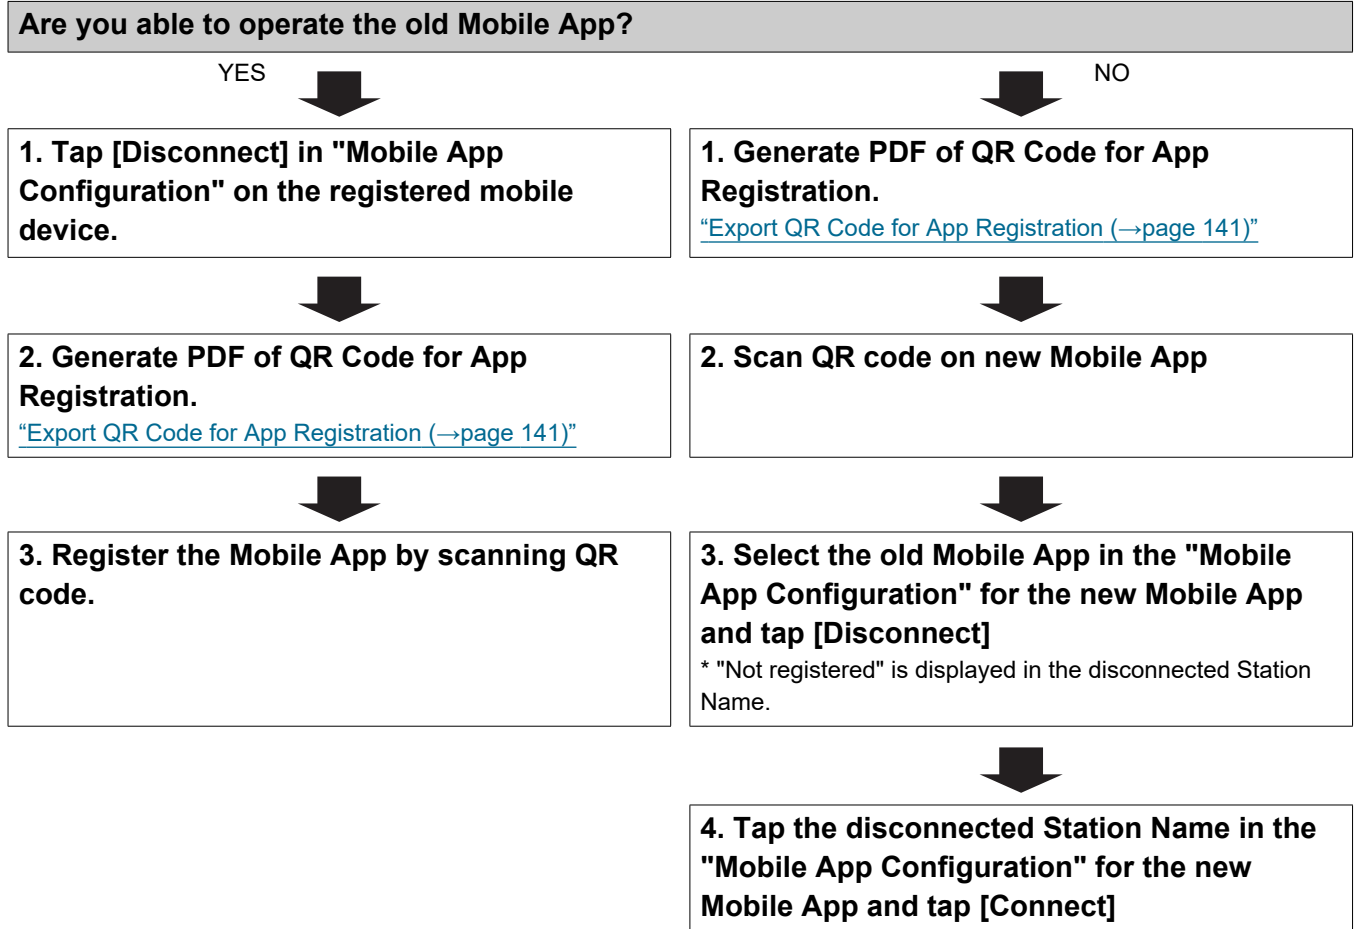 Are you able to operate the old Mobile App?
YES
NO
1. Tap [Disconnect] in "Mobile App
Configuration" on the registered mobile
device.
2. Generate PDF of QR Code for App
Registration.
“Export QR Code for App Registration (→page 141)”
3. Register the Mobile App by scanning QR
code.
1. Generate PDF of QR Code for App
Registration.
“Export QR Code for App Registration (→page 141)”
2. Scan QR code on new Mobile App
3. Select the old Mobile App in the "Mobile
App Configuration" for the new Mobile App
and tap [Disconnect]
* "Not registered" is displayed in the disconnected Station
Name.
4. Tap the disconnected Station Name in the
"Mobile App Configuration" for the new
Mobile App and tap [Connect]